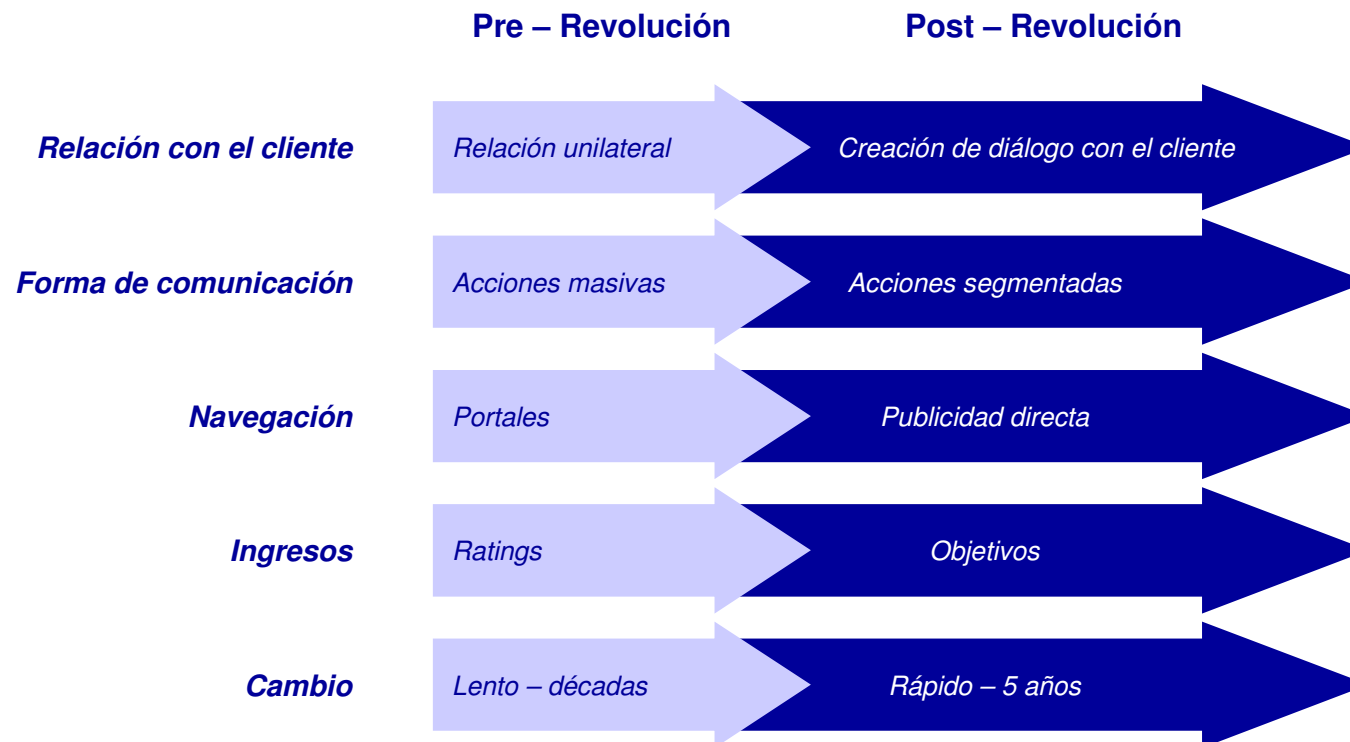 Pre – Revolución Post – Revolución
Relación con el cliente Relación unilateral Creación de diálogo con el cliente
Forma de comunicación Acciones masivas Acciones segmentadas
Navegación Portales Publicidad directa
Ingresos Ratings Objetivos
Cambio Lento – décadas Rápido – 5 años